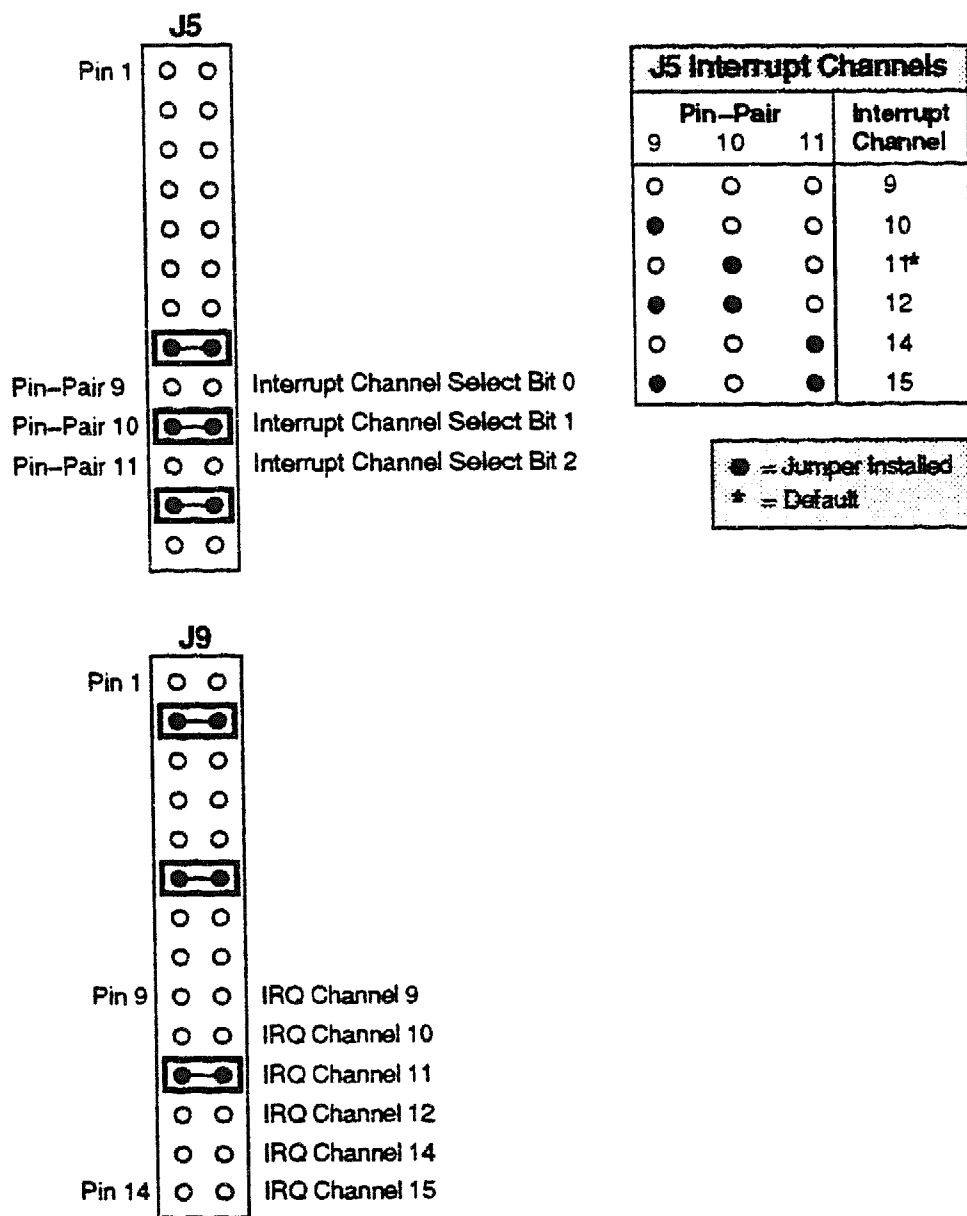 J5
Pin 1
Pin-Pair 9 Interrupt Channel Select Bit 0
Pin-Pair 10 Interrupt Channel Select Bit 1
Pin-Pair 11 Interrupt Channel Select Bit 2
J5 Interrupt Channels
Pin-Pair Interrupt
9 10 11 Channel
9
10
11*
12
14
15
= Jumper Installed
* = Default
J9
Pin 1
Pin 9 IRQ Channel 9
IRQ Channel 10
IRQ Channel 11
IRQ Channel 12
IRQ Channel 14
Pin 14 IRQ Channel 15